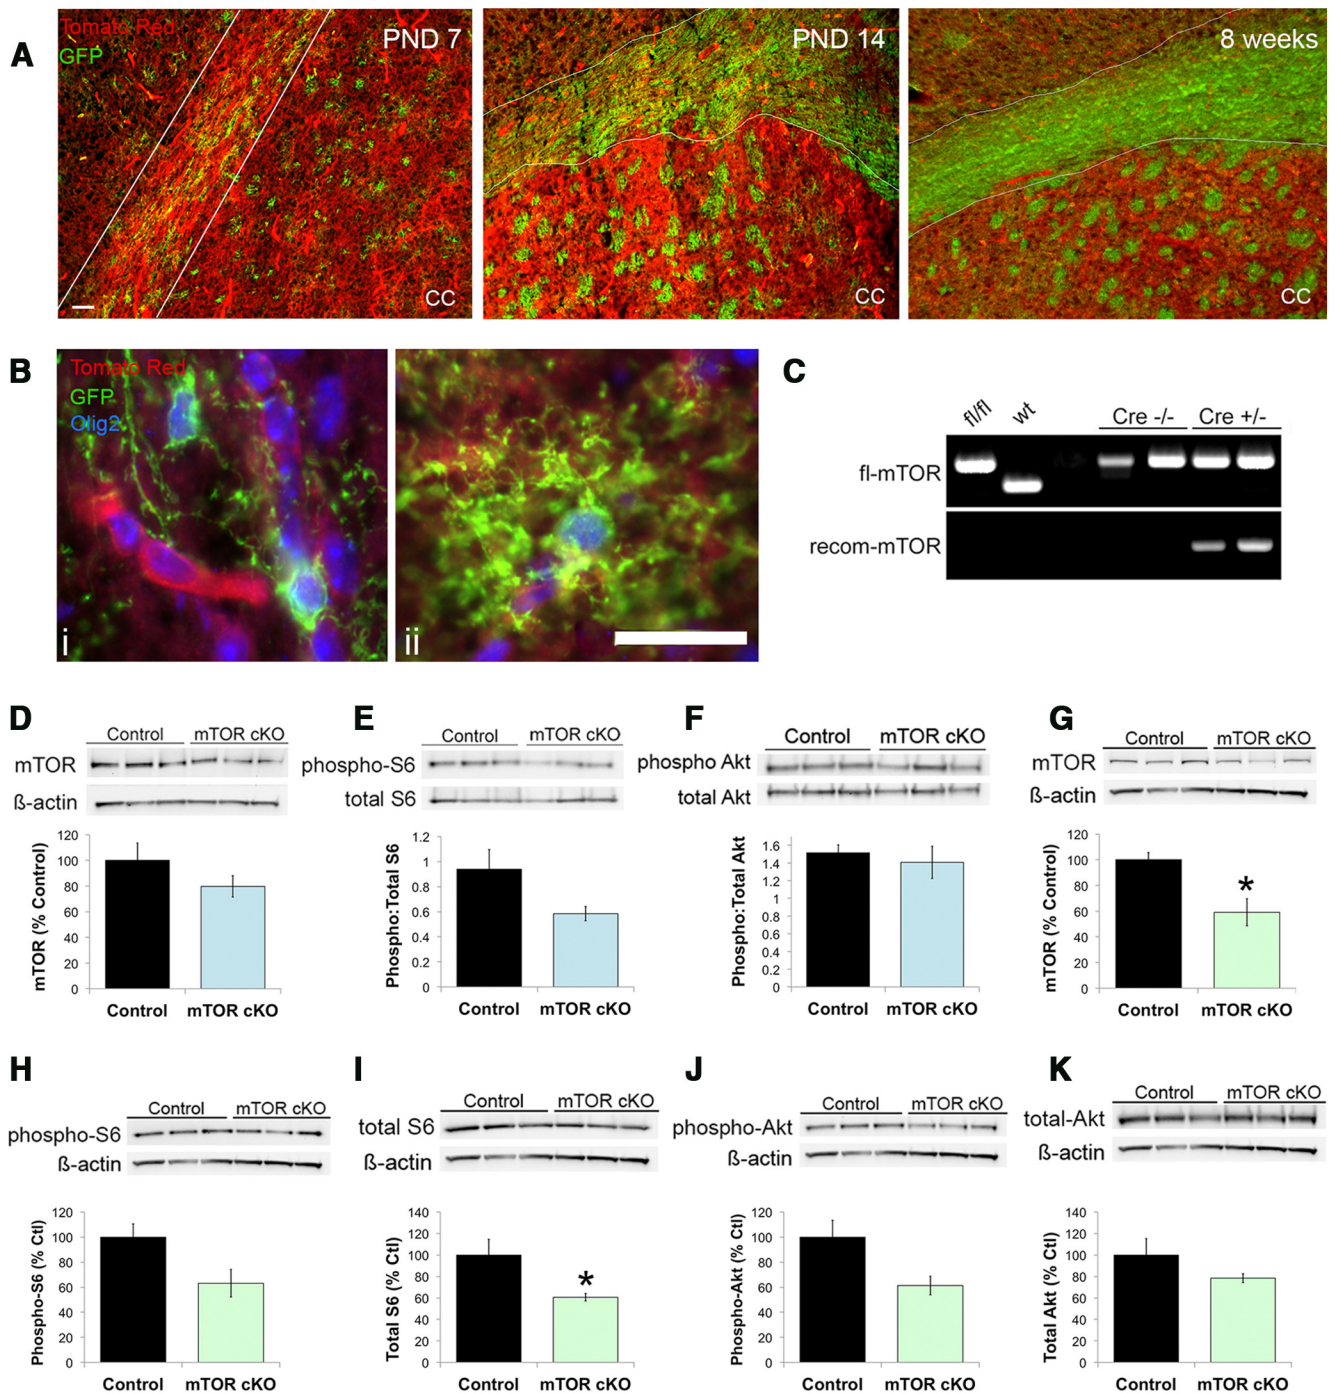 A
Tomato Red
GFP
PND 7
CC
PND 14
CC
8 weeks
CC
B
Tomato Red
GFP
Olig2
i
ii
C
fl/fl
wt
Cre -/-
Cre +/-
fl-mTOR
recom-mTOR
D
Control
mTOR cKO
mTOR
ß-actin
mTOR (% Control)
120
100
80
60
40
20
0
Control
mTOR cKO
E
Control
mTOR cKO
phospho-S6
total S6
Phospho:Total S6
1.2
1
0.8
0.6
0.4
0.2
0
Control
mTOR cKO
F
Control
mTOR cKO
phospho Akt
total Akt
Phospho:Total Akt
1.6
1.4
1.2
1
0.8
0.6
0.4
0.2
0
Control
mTOR cKO
G
Control
mTOR cKO
mTOR
ß-actin
mTOR (% Control)
120
100
80
60
40
20
0
*
Control
mTOR cKO
H
Control
mTOR cKO
phospho-S6
ß-actin
Phospho-S6 (% Ctl)
120
100
80
60
40
20
0
Control
mTOR cKO
I
Control
mTOR cKO
total S6
ß-actin
Total S6 (% Ctl)
140
120
100
80
60
40
20
0
*
Control
mTOR cKO
J
Control
mTOR cKO
phospho-Akt
ß-actin
Phospho-Akt (% Ctl)
120
100
80
60
40
20
0
Control
mTOR cKO
K
Control
mTOR cKO
total-Akt
ß-actin
Total Akt (% Ctl)
140
120
100
80
60
40
20
0
Control
mTOR cKO